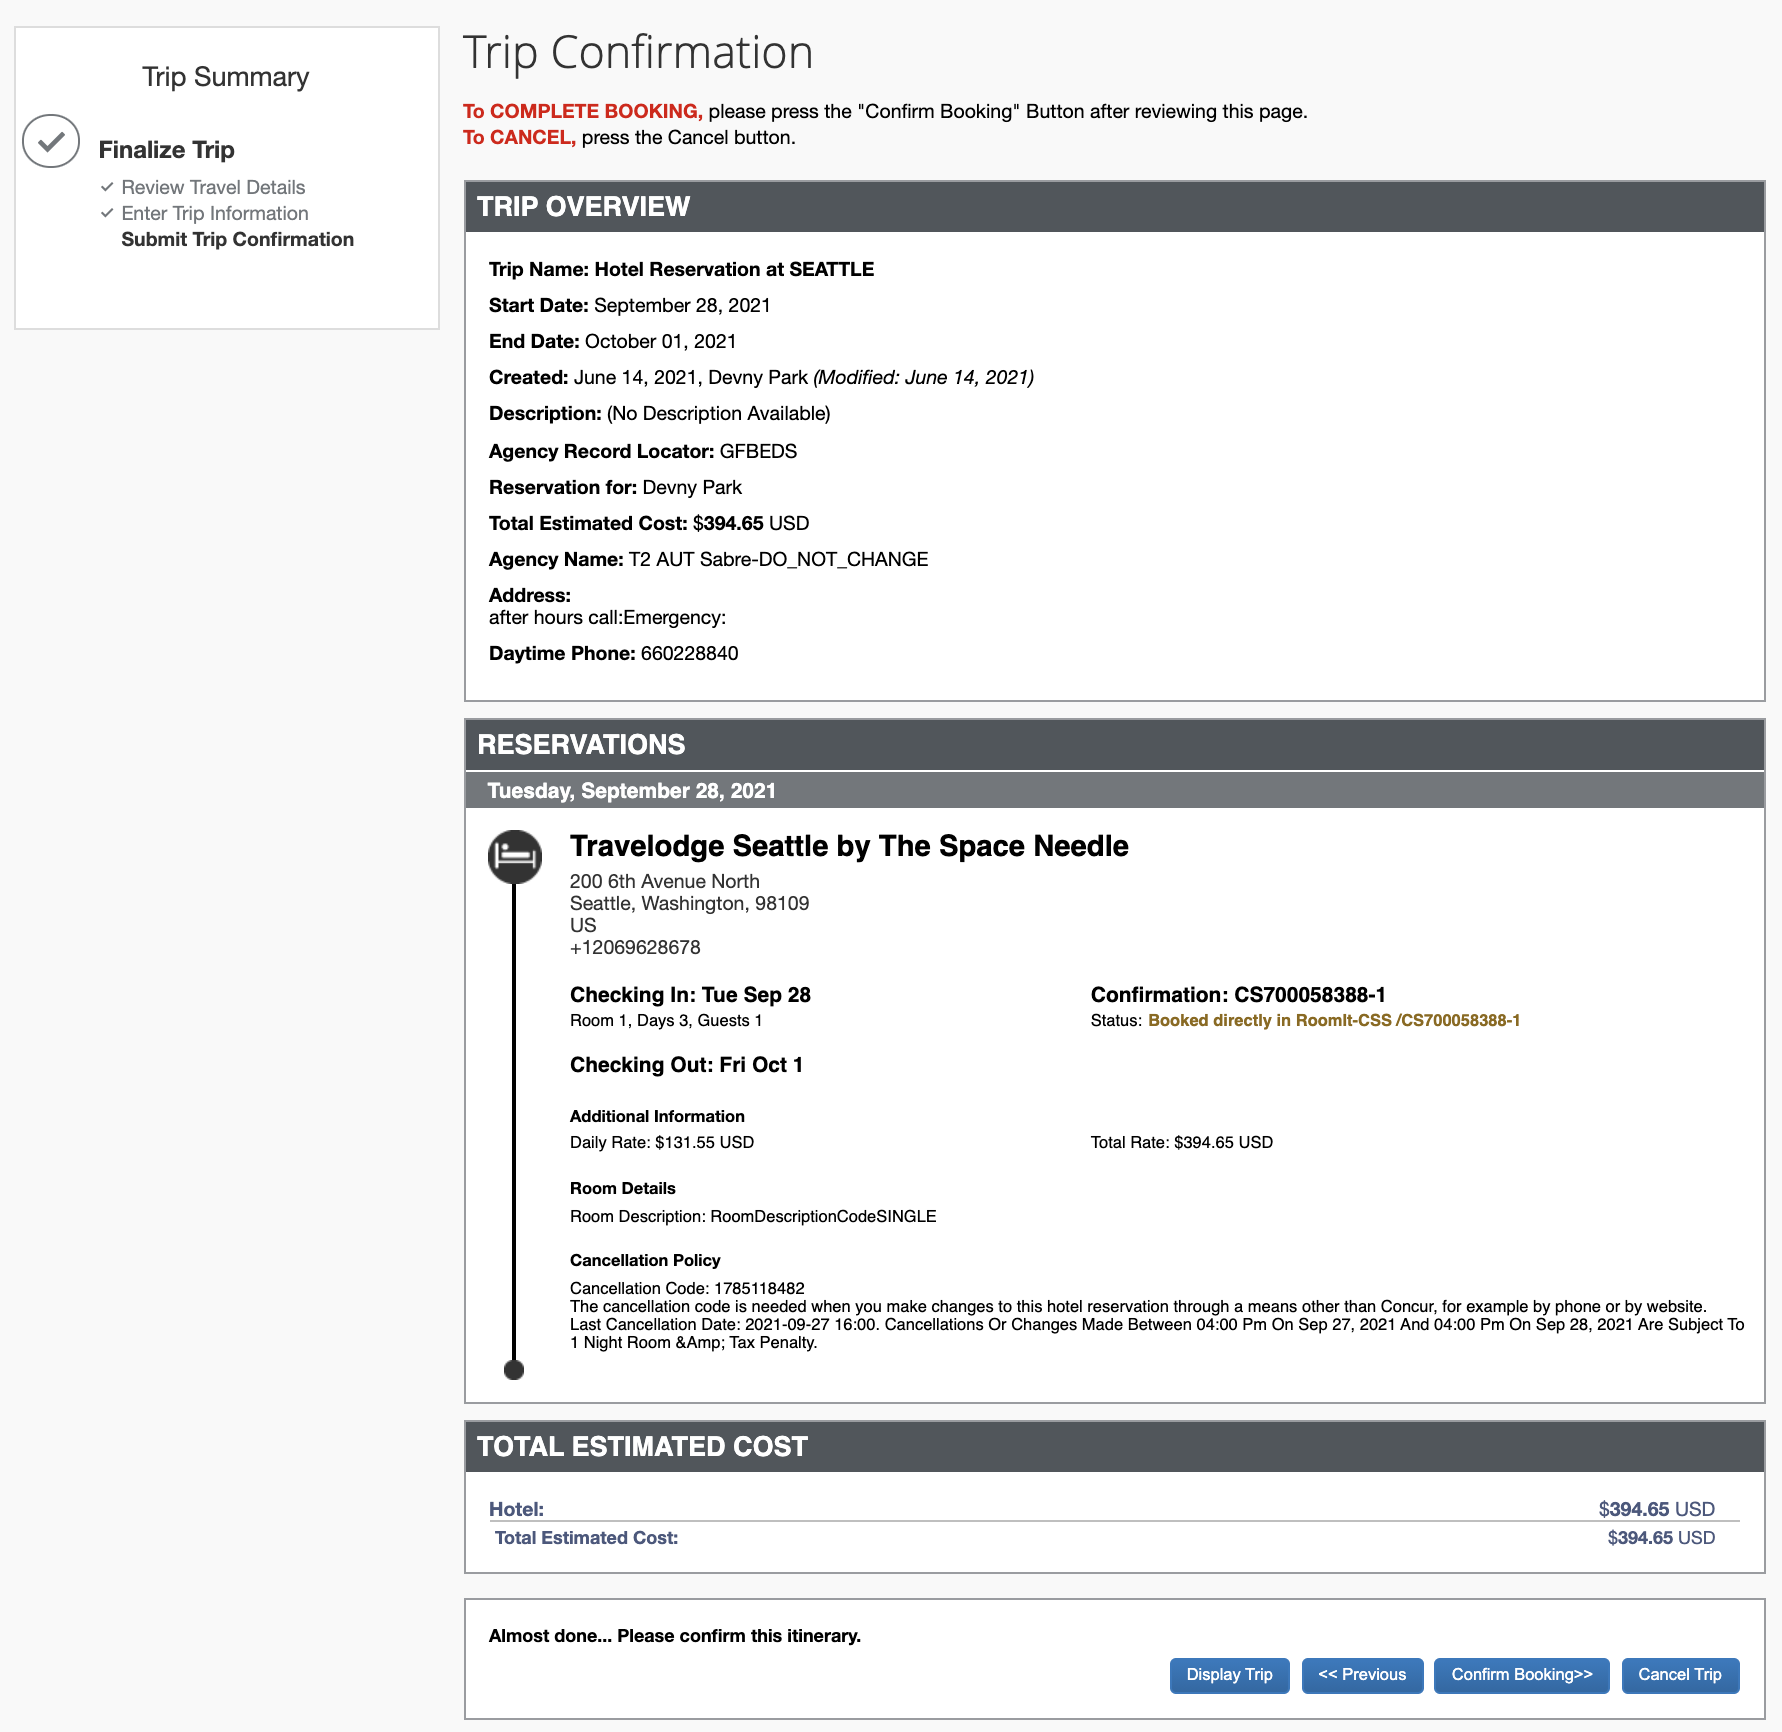 Trip Summary
Finalize Trip
Review Travel Details
Enter Trip Information
Submit Trip Confirmation
Trip Confirmation
To COMPLETE BOOKING, please press the "Confirm Booking" Button after reviewing this page.
To CANCEL, press the Cancel button.
TRIP OVERVIEW
Trip Name: Hotel Reservation at SEATTLE
Start Date: September 28, 2021
End Date: October 01, 2021
Created: June 14, 2021, Devny Park (Modified: June 14, 2021)
Description: (No Description Available)
Agency Record Locator: GFBEDS
Reservation for: Devny Park
Total Estimated Cost: $394.65 USD
Agency Name: T2 AUT Sabre-DO_NOT_CHANGE
Address:
after hours call:Emergency:
Daytime Phone: 660228840
RESERVATIONS
Tuesday, September 28, 2021
Travelodge Seattle by The Space Needle
200 6th Avenue North
Seattle, Washington, 98109
US
+12069628678
Checking In: Tue Sep 28
Confirmation: CS700058388-1
Room 1, Days 3, Guests 1
Status: Booked directly in RoomIt-CSS /CS700058388-1
Checking Out: Fri Oct 1
Additional Information
Daily Rate: $131.55 USD
Total Rate: $394.65 USD
Room Details
Room Description: RoomDescriptionCodeSINGLE
Cancellation Policy
Cancellation Code: 1785118482
The cancellation code is needed when you make changes to this hotel reservation through a means other than Concur, for example by phone or by website.
Last Cancellation Date: 2021-09-27 16:00. Cancellations Or Changes Made Between 04:00 Pm On Sep 27, 2021 And 04:00 Pm On Sep 28, 2021 Are Subject To
1 Night Room &Amp; Tax Penalty.
TOTAL ESTIMATED COST
Hotel: $394.65 USD
Total Estimated Cost: $394.65 USD
Almost done... Please confirm this itinerary.
Display Trip
<< Previous
Confirm Booking>>
Cancel Trip